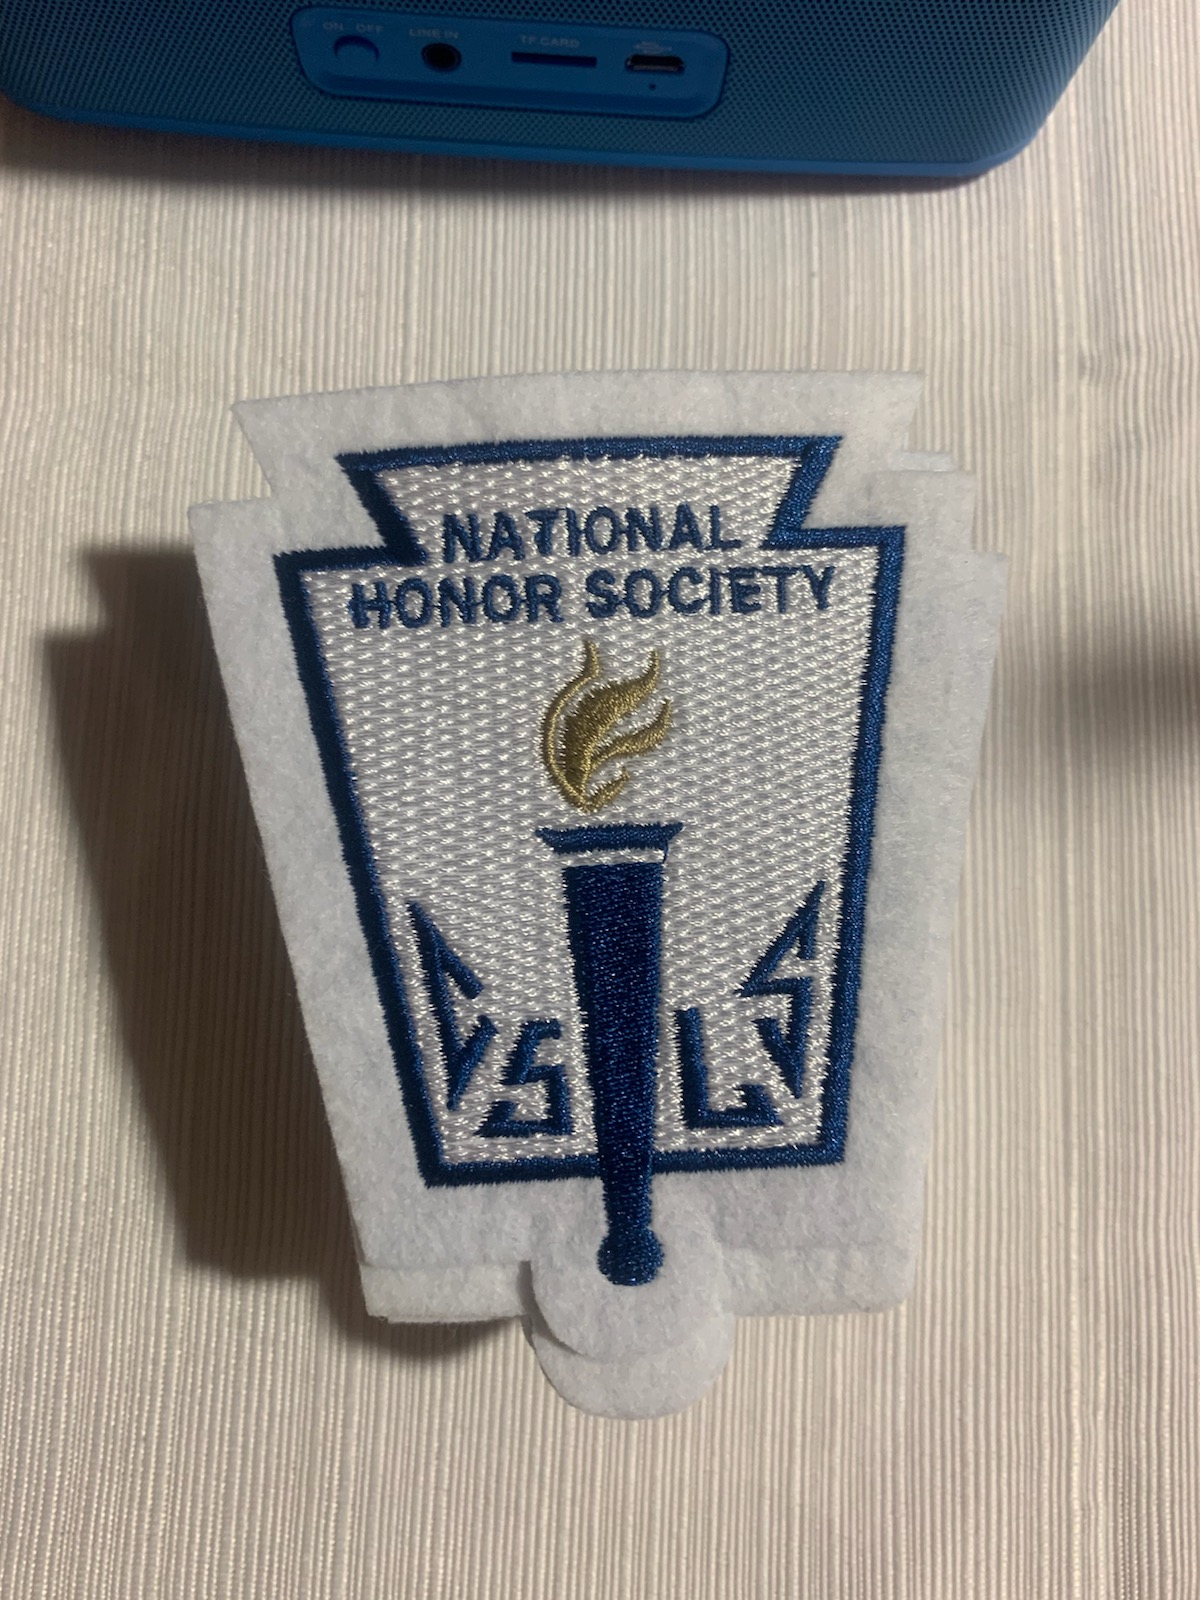 ON OFF
LINE IN
TF CARD
NATIONAL
HONOR SOCIETY
C S L S